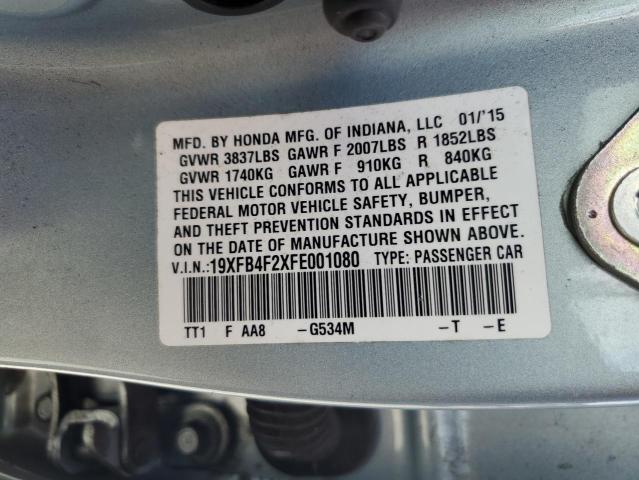 MFD. BY HONDA MFG. OF INDIANA, LLC 01/'15
GVWR 3837LBS GAWR F 2007LBS R 1852LBS
GVWR 1740KG GAWR F 910KG R 840KG
THIS VEHICLE CONFORMS TO ALL APPLICABLE
FEDERAL MOTOR VEHICLE SAFETY, BUMPER,
AND THEFT PREVENTION STANDARDS IN EFFECT
ON THE DATE OF MANUFACTURE SHOWN ABOVE.
V.I.N.:19XFB4F2XFE001080 TYPE: PASSENGER CAR
TT1 F AA8 -G534M -T -E